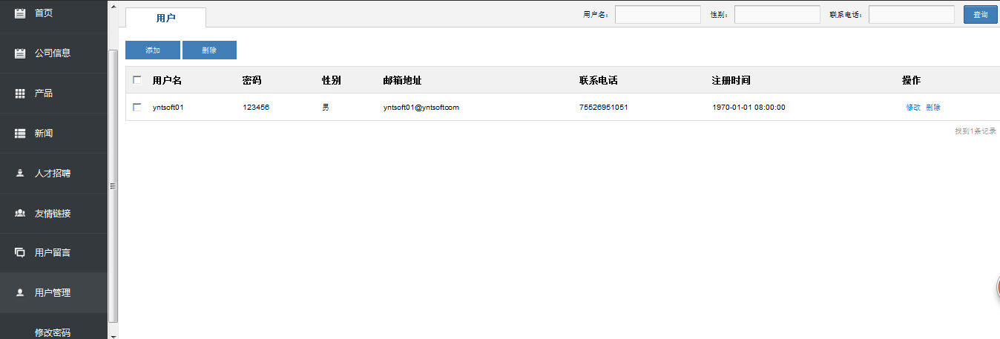 首页
公司信息
产品
新闻
人才招聘
友情链接
用户留言
用户管理
修改密码
用户 用户名： 性别： 联系电话： 查询
添加 删除
用户名 密码 性别 邮箱地址 联系电话 注册时间 操作
yntsoft01 123456 男 yntsoft01@yntsoftcom 75526951051 1970-01-01 08:00:00 修改 删除
找到1条记录